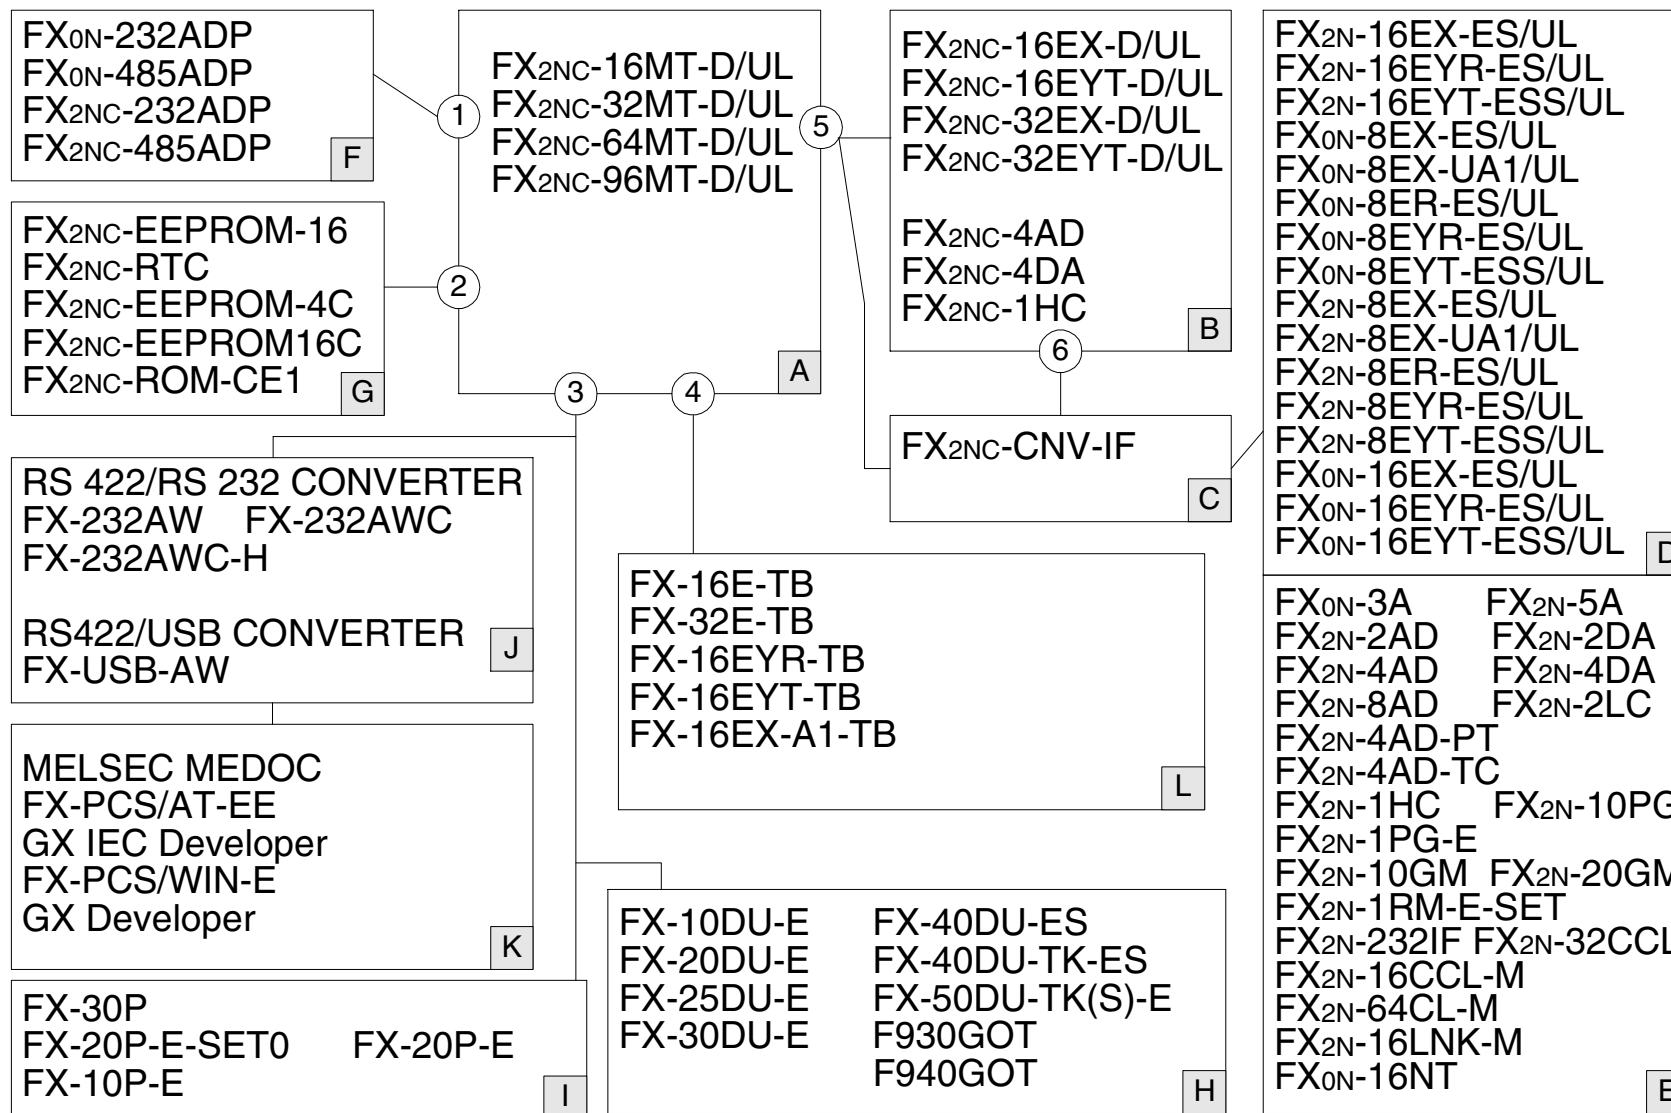 FX0N-232ADP
FX0N-485ADP
FX2NC-232ADP
FX2NC-485ADP
F
1
FX2NC-16MT-D/UL
FX2NC-32MT-D/UL
FX2NC-64MT-D/UL
FX2NC-96MT-D/UL
A
5
FX2NC-16EX-D/UL
FX2NC-16EYT-D/UL
FX2NC-32EX-D/UL
FX2NC-32EYT-D/UL
FX2NC-4AD
FX2NC-4DA
FX2NC-1HC
B
6
FX2NC-CNV-IF
C
FX2N-16EX-ES/UL
FX2N-16EYR-ES/UL
FX2N-16EYT-ESS/UL
FX0N-8EX-ES/UL
FX0N-8EX-UA1/UL
FX0N-8ER-ES/UL
FX0N-8EYR-ES/UL
FX0N-8EYT-ESS/UL
FX2N-8EX-ES/UL
FX2N-8EX-UA1/UL
FX2N-8ER-ES/UL
FX2N-8EYR-ES/UL
FX2N-8EYT-ESS/UL
FX0N-16EX-ES/UL
FX0N-16EYR-ES/UL
FX0N-16EYT-ESS/UL
D
FX2NC-EEPROM-16
FX2NC-RTC
FX2NC-EEPROM-4C
FX2NC-EEPROM16C
FX2NC-ROM-CE1
G
2
3
4
RS 422/RS 232 CONVERTER
FX-232AW FX-232AWC
FX-232AWC-H
RS422/USB CONVERTER
FX-USB-AW
J
FX-16E-TB
FX-32E-TB
FX-16EYR-TB
FX-16EYT-TB
FX-16EX-A1-TB
L
FX0N-3A FX2N-5A
FX2N-2AD FX2N-2DA
FX2N-4AD FX2N-4DA
FX2N-8AD FX2N-2LC
FX2N-4AD-PT
FX2N-4AD-TC
FX2N-1HC FX2N-10PG
FX2N-1PG-E
FX2N-10GM FX2N-20GM
FX2N-1RM-E-SET
FX2N-232IF FX2N-32CCL
FX2N-16CCL-M
FX2N-64CL-M
FX2N-16LNK-M
FX0N-16NT
E
MELSEC MEDOC
FX-PCS/AT-EE
GX IEC Developer
FX-PCS/WIN-E
GX Developer
K
FX-30P
FX-20P-E-SET0 FX-20P-E
FX-10P-E
I
FX-10DU-E FX-40DU-ES
FX-20DU-E FX-40DU-TK-ES
FX-25DU-E FX-50DU-TK(S)-E
FX-30DU-E F930GOT
F940GOT
H